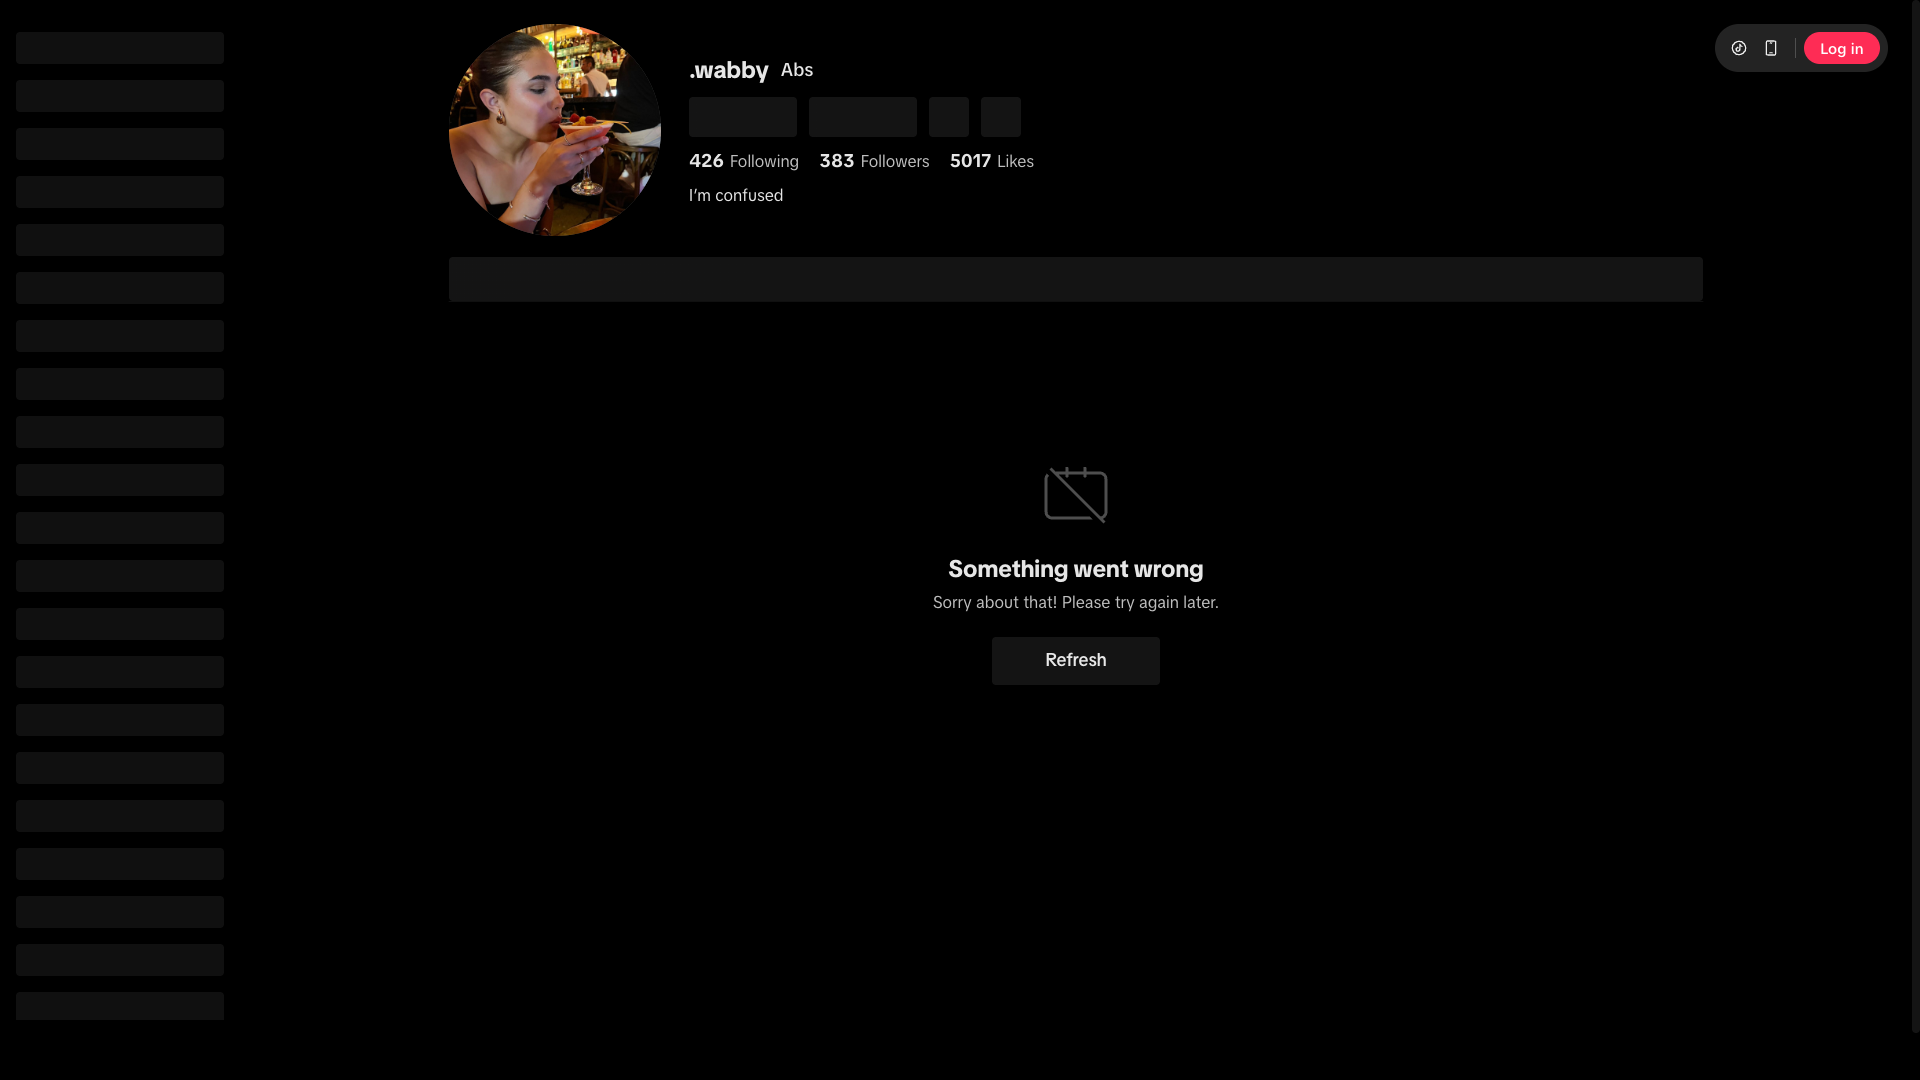 .wabby Abs
426 Following 383 Followers 5017 Likes
I'm confused
Log in
Something went wrong
Sorry about that! Please try again later.
Refresh